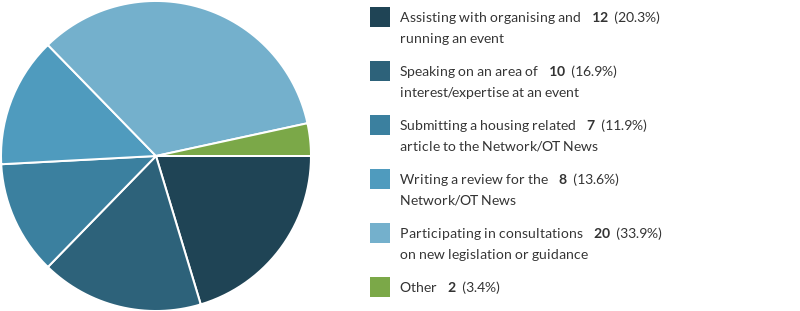 Assisting with organising and 12 (20.3%)
running an event
Speaking on an area of 10 (16.9%)
interest/expertise at an event
Submitting a housing related 7 (11.9%)
article to the Network/OT News
Writing a review for the 8 (13.6%)
Network/OT News
Participating in consultations 20 (33.9%)
on new legislation or guidance
Other 2 (3.4%)